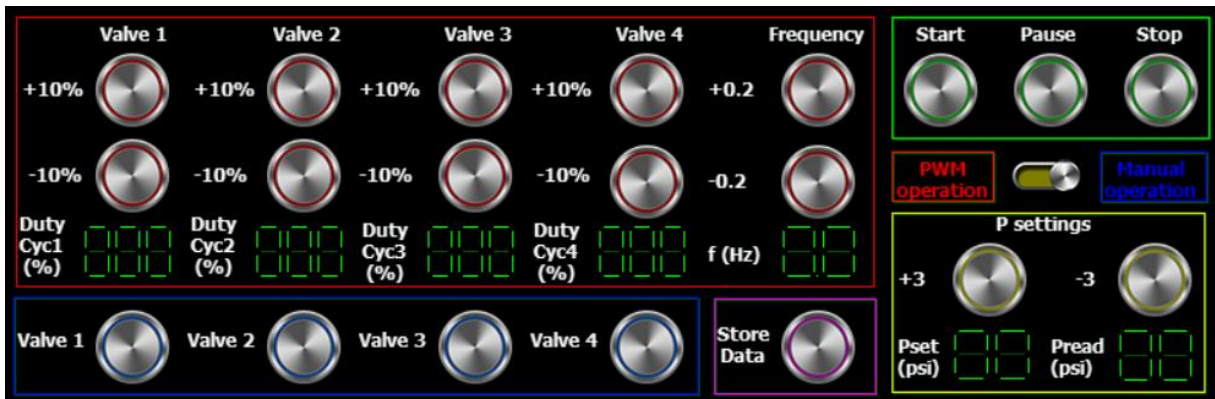 Valve 1 Valve 2 Valve 3 Valve 4 Frequency
+10% +10% +10% +10% +0.2
-10% -10% -10% -10% -0.2
Duty Cyc1 (%)
Duty Cyc2 (%)
Duty Cyc3 (%)
Duty Cyc4 (%)
f (Hz)
Start Pause Stop
PWM operation
Manual operation
P settings
+3 -3
Pset (psi)
Pread (psi)
Valve 1 Valve 2 Valve 3 Valve 4
Store Data